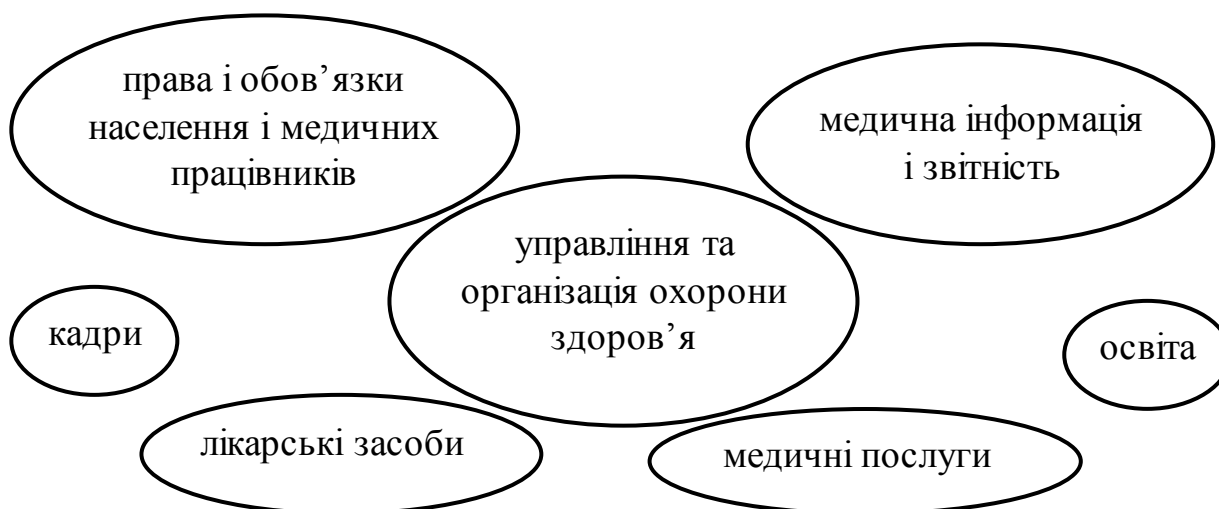 права і обов’язки
населення і медичних
працівників
медична інформація
і звітність
управління та
організація охорони
здоров’я
кадри
освіта
лікарські засоби
медичні послуги